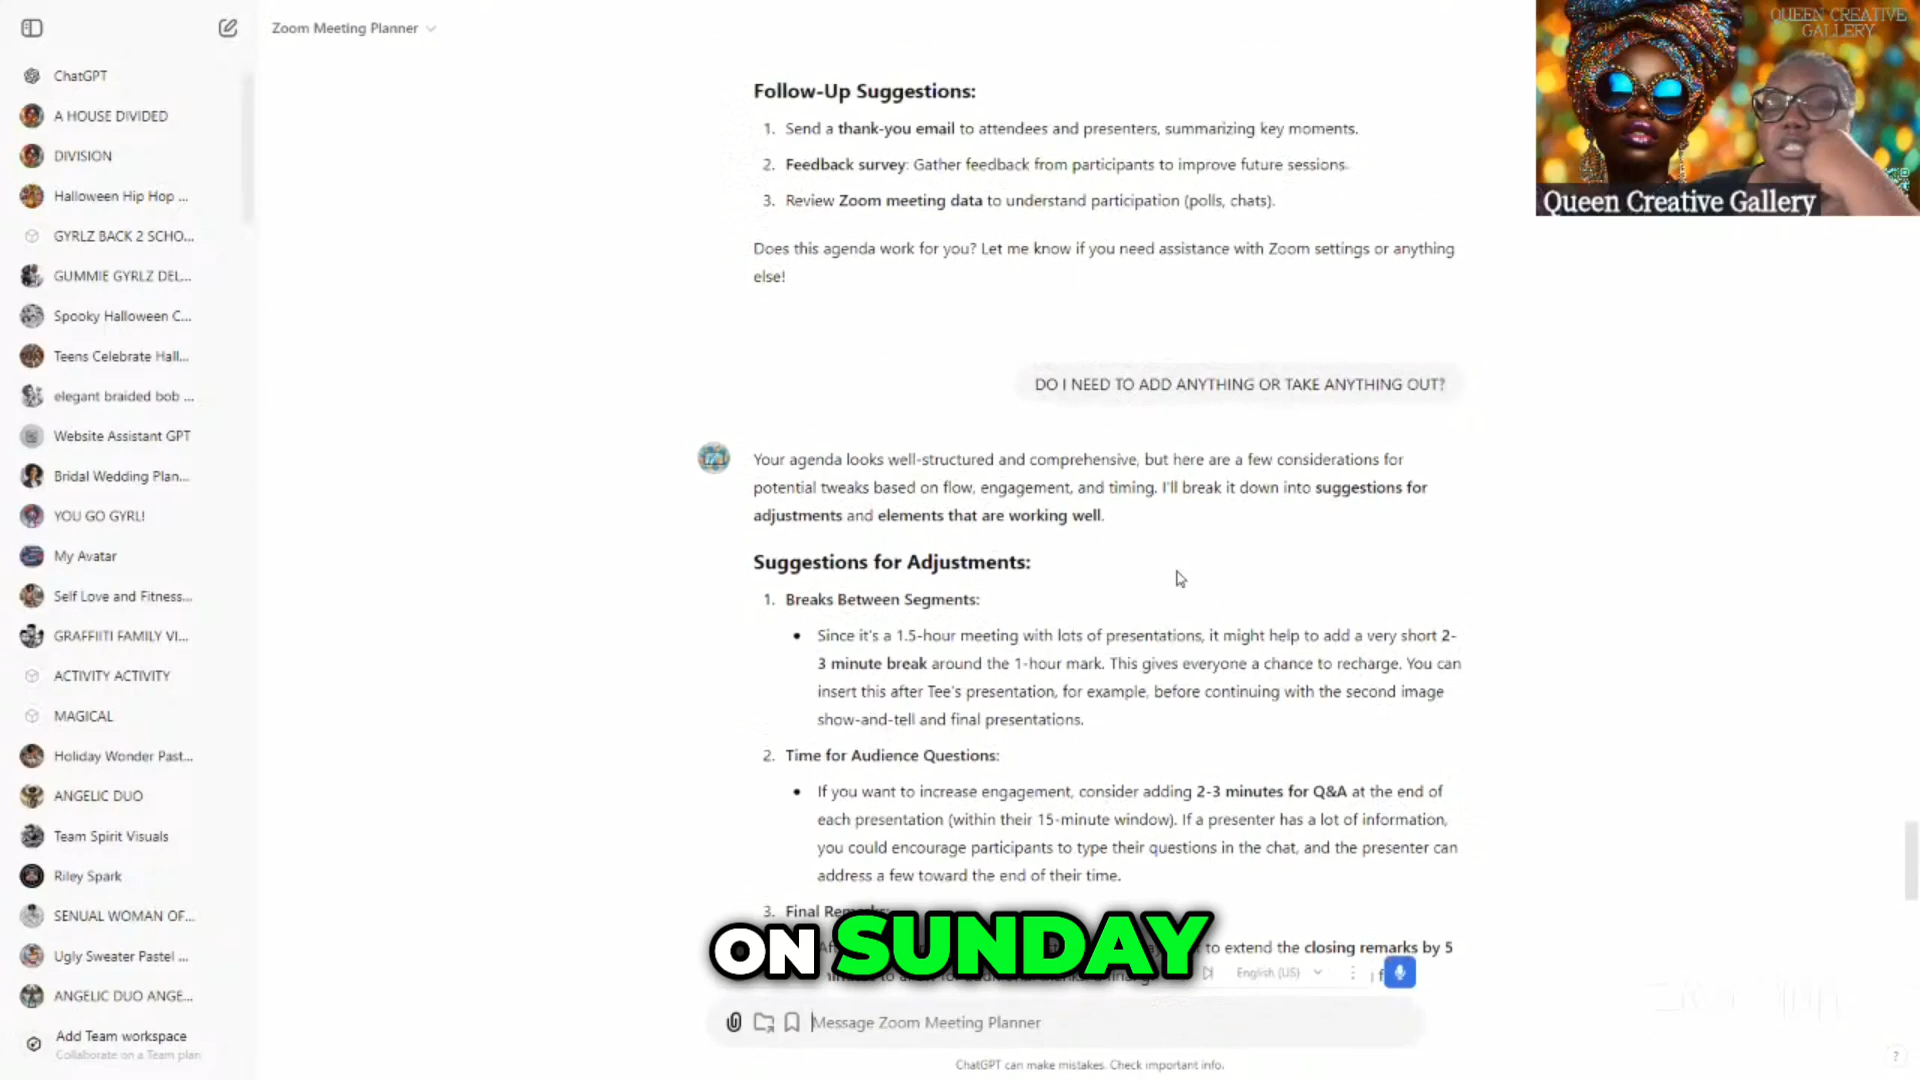 Zoom Meeting Planner
QUEEN CREATIVE
GALLERY
Queen Creative Gallery
ChatGPT
A HOUSE DIVIDED
DIVISION
Halloween Hip Hop ...
GYRLZ BACK 2 SCHO...
GUMMIE GYRLZ DEL...
Spooky Halloween C...
Teens Celebrate Hall...
elegant braided bob ...
Website Assistant GPT
Bridal Wedding Plan...
YOU GO GYRL!
My Avatar
Self Love and Fitness...
GRAFFIITI FAMILY VI...
ACTIVITY ACTIVITY
MAGICAL
Holiday Wonder Past...
ANGELIC DUO
Team Spirit Visuals
Riley Spark
SENUAL WOMAN OF...
Ugly Sweater Pastel ...
ANGELIC DUO ANGE...
Add Team workspace
Collaborate on a Team plan
Follow-Up Suggestions:
1. Send a thank-you email to attendees and presenters, summarizing key moments.
2. Feedback survey: Gather feedback from participants to improve future sessions.
3. Review Zoom meeting data to understand participation (polls, chats).
Does this agenda work for you? Let me know if you need assistance with Zoom settings or anything
else!
DO I NEED TO ADD ANYTHING OR TAKE ANYTHING OUT?
Your agenda looks well-structured and comprehensive, but here are a few considerations for
potential tweaks based on flow, engagement, and timing. I'll break it down into suggestions for
adjustments and elements that are working well.
Suggestions for Adjustments:
1. Breaks Between Segments:
• Since it's a 1.5-hour meeting with lots of presentations, it might help to add a very short 2-
3 minute break around the 1-hour mark. This gives everyone a chance to recharge. You can
insert this after Tee's presentation, for example, before continuing with the second image
show-and-tell and final presentations.
2. Time for Audience Questions:
• If you want to increase engagement, consider adding 2-3 minutes for Q&A at the end of
each presentation (within their 15-minute window). If a presenter has a lot of information,
you could encourage participants to type their questions in the chat, and the presenter can
address a few toward the end of their time.
3. Final
ON SUNDAY
to extend the closing remarks by 5
English (US)
Message Zoom Meeting Planner
ChatGPT can make mistakes. Check important info.
?